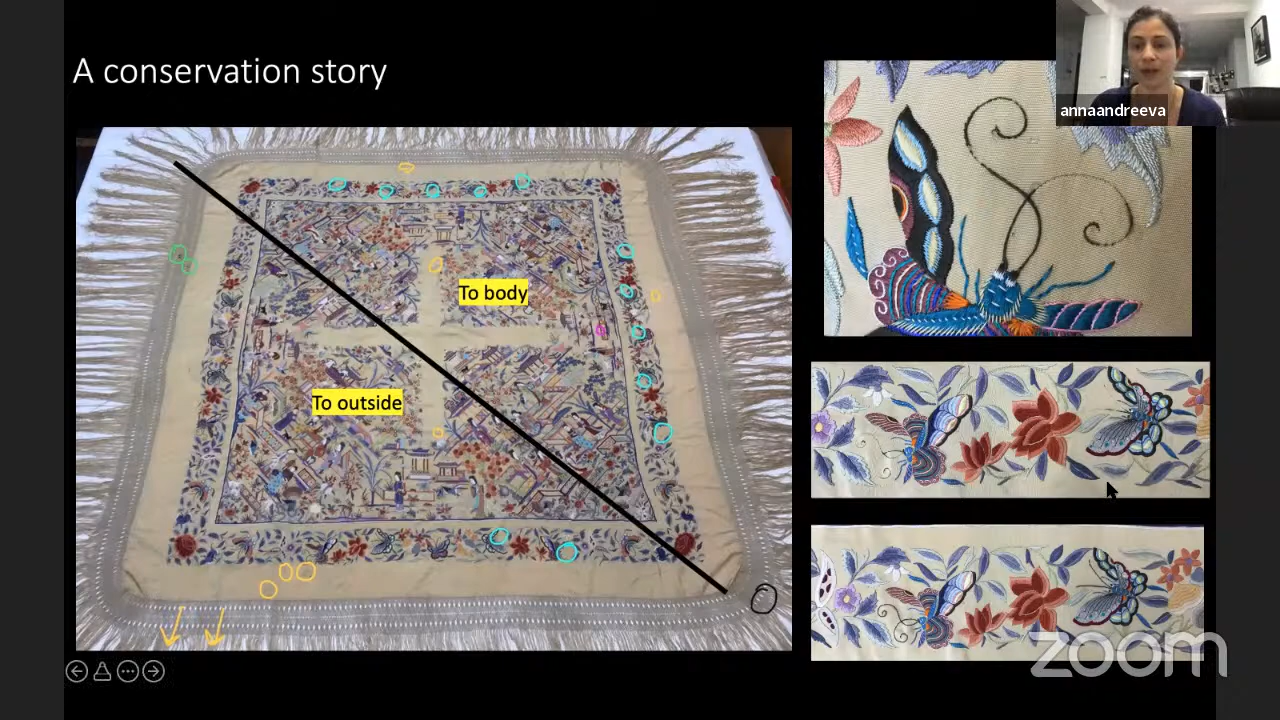 A conservation story
annaandreeva
To body
To outside
zoom